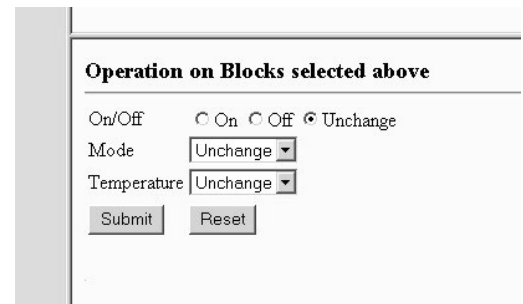 Operation on Blocks selected above
On/Off On Off Unchange
Mode Unchange
Temperature Unchange
Submit Reset